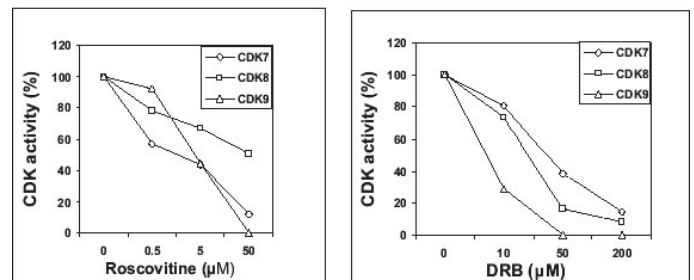 120
100
80
60
40
20
0
CDK activity (%)
CDK7
CDK8
CDK9
0 0.5 5 50
Roscovitine (µM)
120
100
80
60
40
20
0
CDK activity (%)
CDK7
CDK8
CDK9
0 10 50 200
DRB (µM)